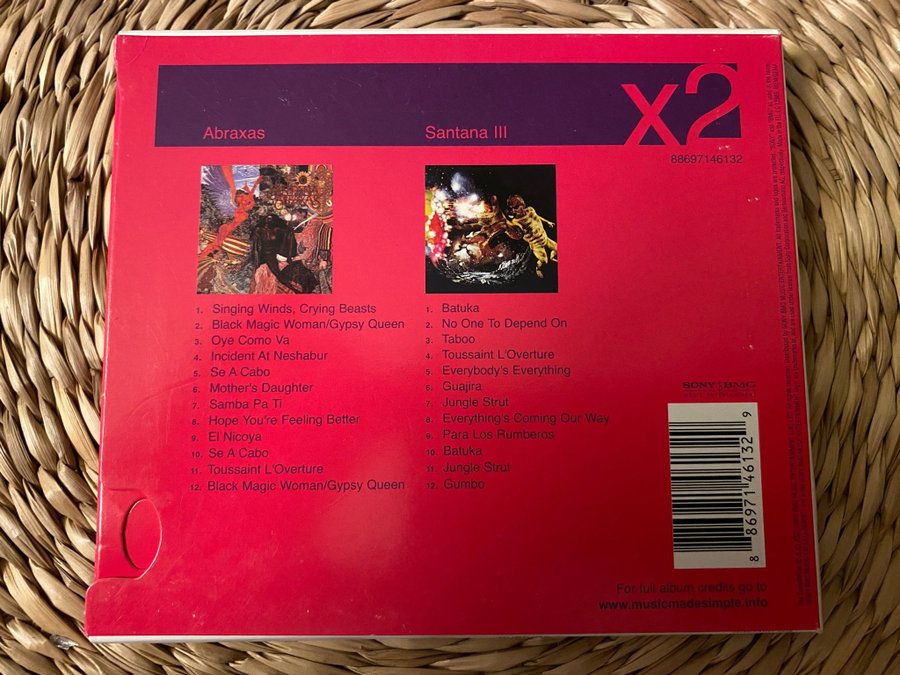 x2
Abraxas
Santana III
88697146132
1. Singing Winds, Crying Beasts
2. Black Magic Woman/Gypsy Queen
3. Oye Como Va
4. Incident At Neshabur
5. Se A Cabo
6. Mother's Daughter
7. Samba Pa Ti
8. Hope You're Feeling Better
9. El Nicoya
10. Se A Cabo
11. Toussaint L'Overture
12. Black Magic Woman/Gypsy Queen
1. Batuka
2. No One To Depend On
3. Taboo
4. Toussaint L'Overture
5. Everybody's Everything
6. Guajira
7. Jungle Strut
8. Everything's Coming Our Way
9. Para Los Rumberos
10. Batuka
11. Jungle Strut
12. Gumbo
SONY BMG
8 86971 46132 9
For full album credits go to
www.musicmadesimple.info